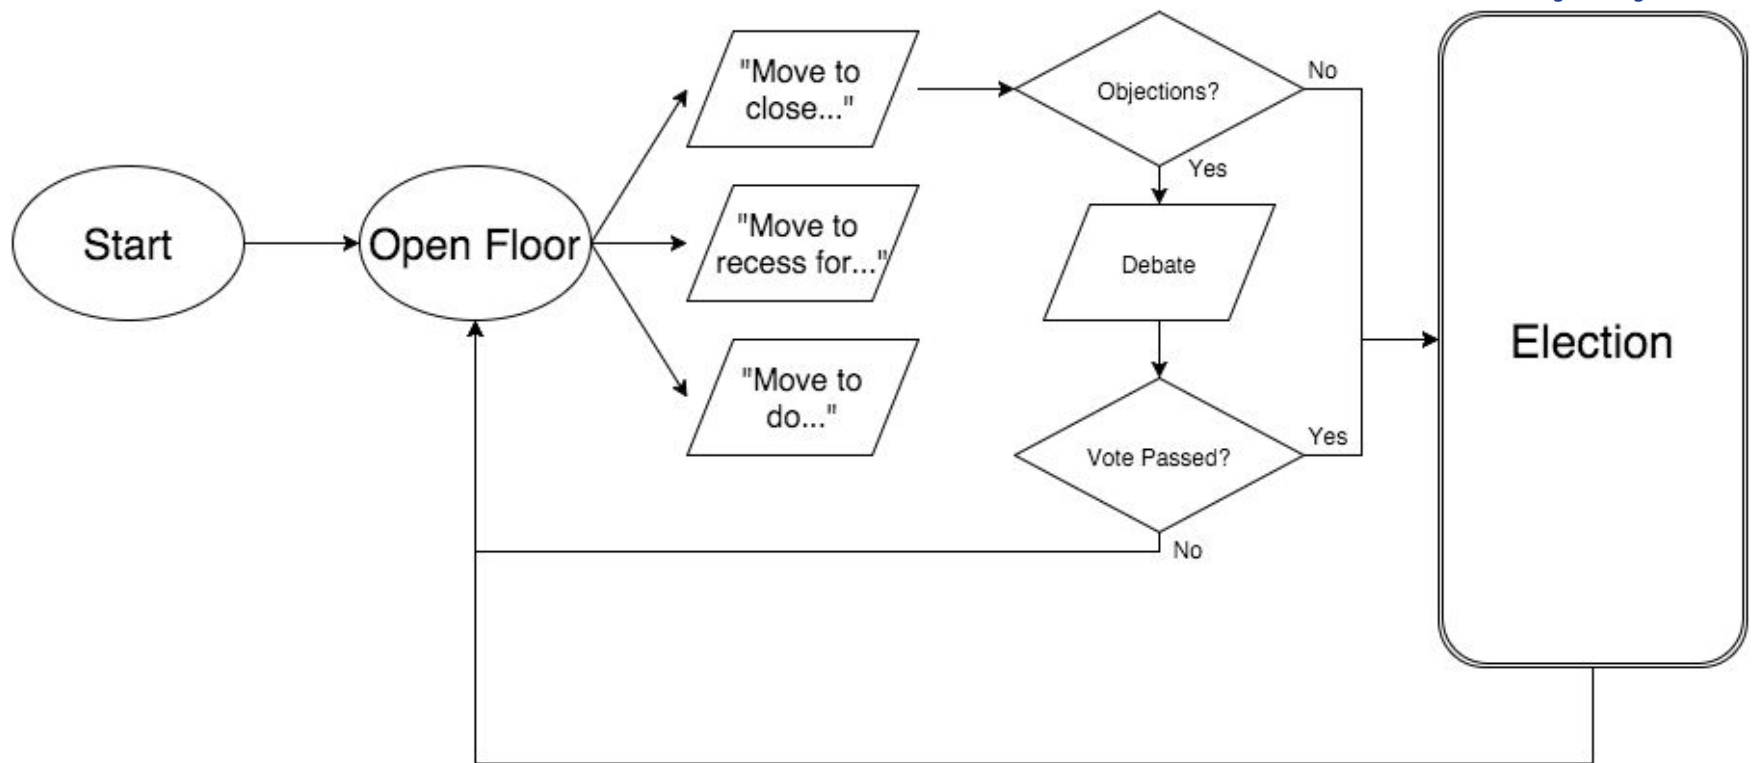 Start
Open Floor
"Move to
close..."
"Move to
recess for..."
"Move to
do..."
Objections?
No
Yes
Debate
Vote Passed?
Yes
No
Election